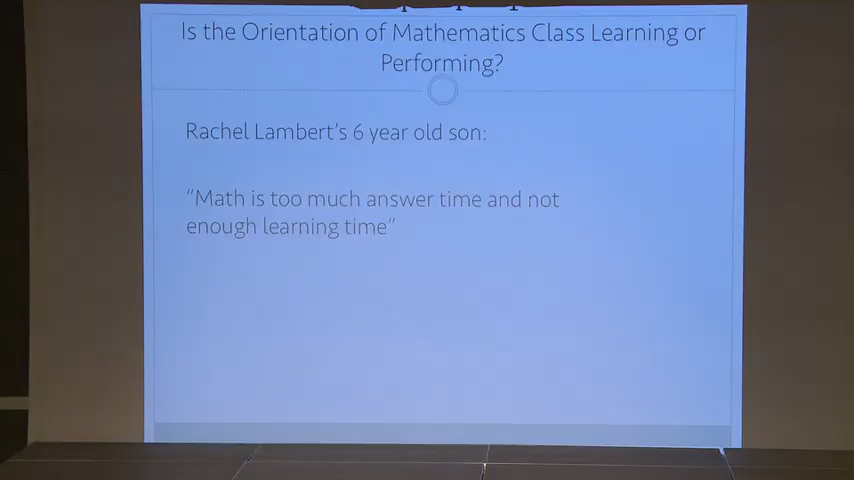 Is the Orientation of Mathematics Class Learning or
Performing?
Rachel Lambert's 6 year old son:
“Math is too much answer time and not
enough learning time”